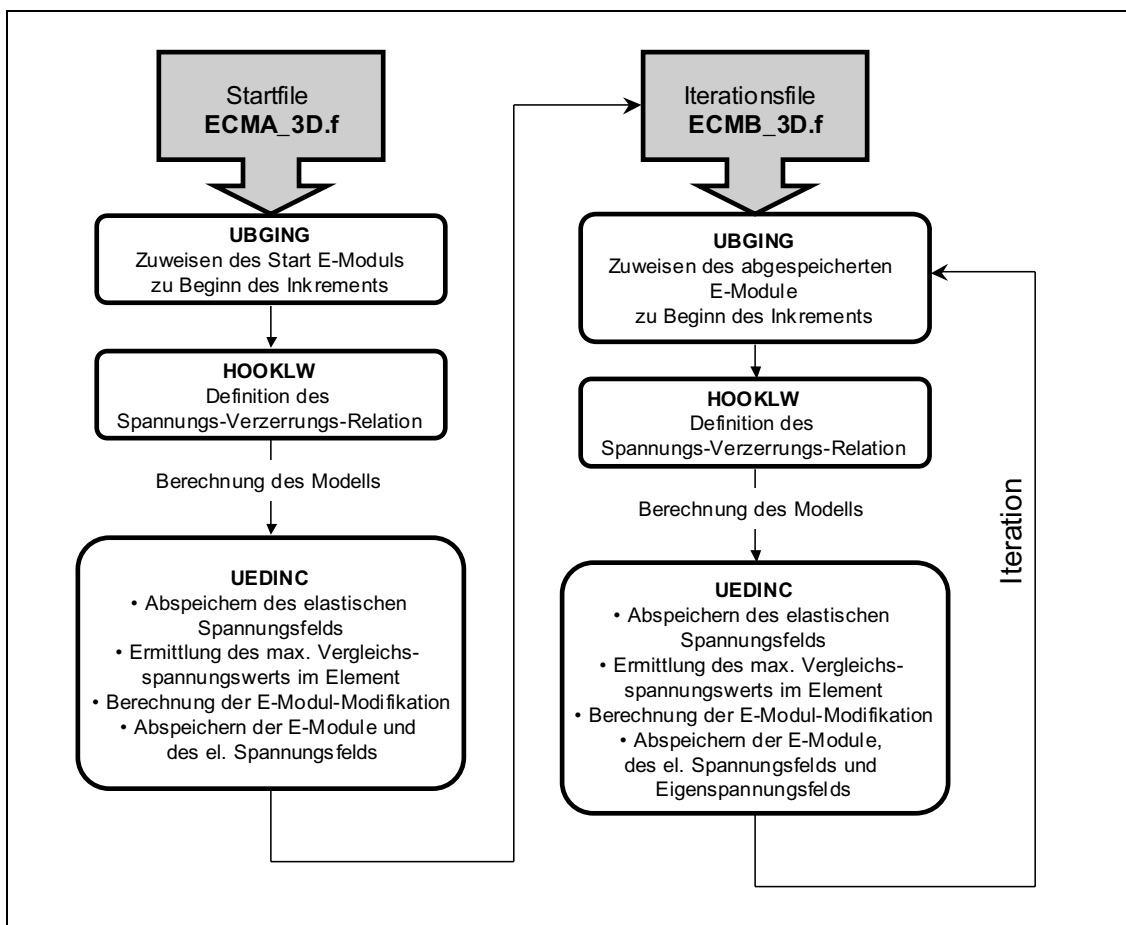 Startfile
ECMA_3D.f
UBGING
Zuweisen des Start E-Moduls
zu Beginn des Inkrements
HOOKLW
Definition des
Spannungs-Verzerrungs-Relation
Berechnung des Modells
UEDINC
• Abspeichern des elastischen
Spannungsfelds
• Ermittlung des max. Vergleichs-
spannungswerts im Element
• Berechnung der E-Modul-Modifikation
• Abspeichern der E-Module und
des el. Spannungsfelds
Iterationsfile
ECMB_3D.f
UBGING
Zuweisen des abgespeicherten
E-Module
zu Beginn des Inkrements
HOOKLW
Definition des
Spannungs-Verzerrungs-Relation
Berechnung des Modells
UEDINC
• Abspeichern des elastischen
Spannungsfelds
• Ermittlung des max. Vergleichs-
spannungswerts im Element
• Berechnung der E-Modul-Modifikation
• Abspeichern der E-Module,
des el. Spannungsfelds und
Eigenspannungsfelds
Iteration